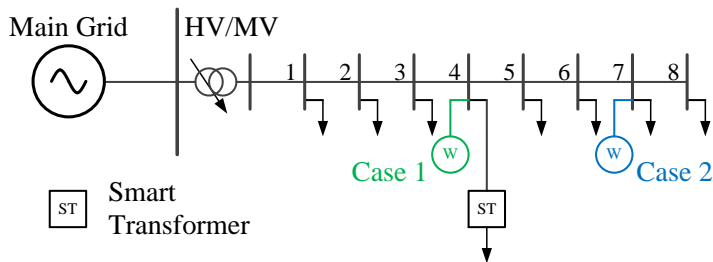 Main Grid
HV/MV
1 2 3 4 5 6 7 8
W
W
Case 1
Case 2
ST
Smart
Transformer
ST